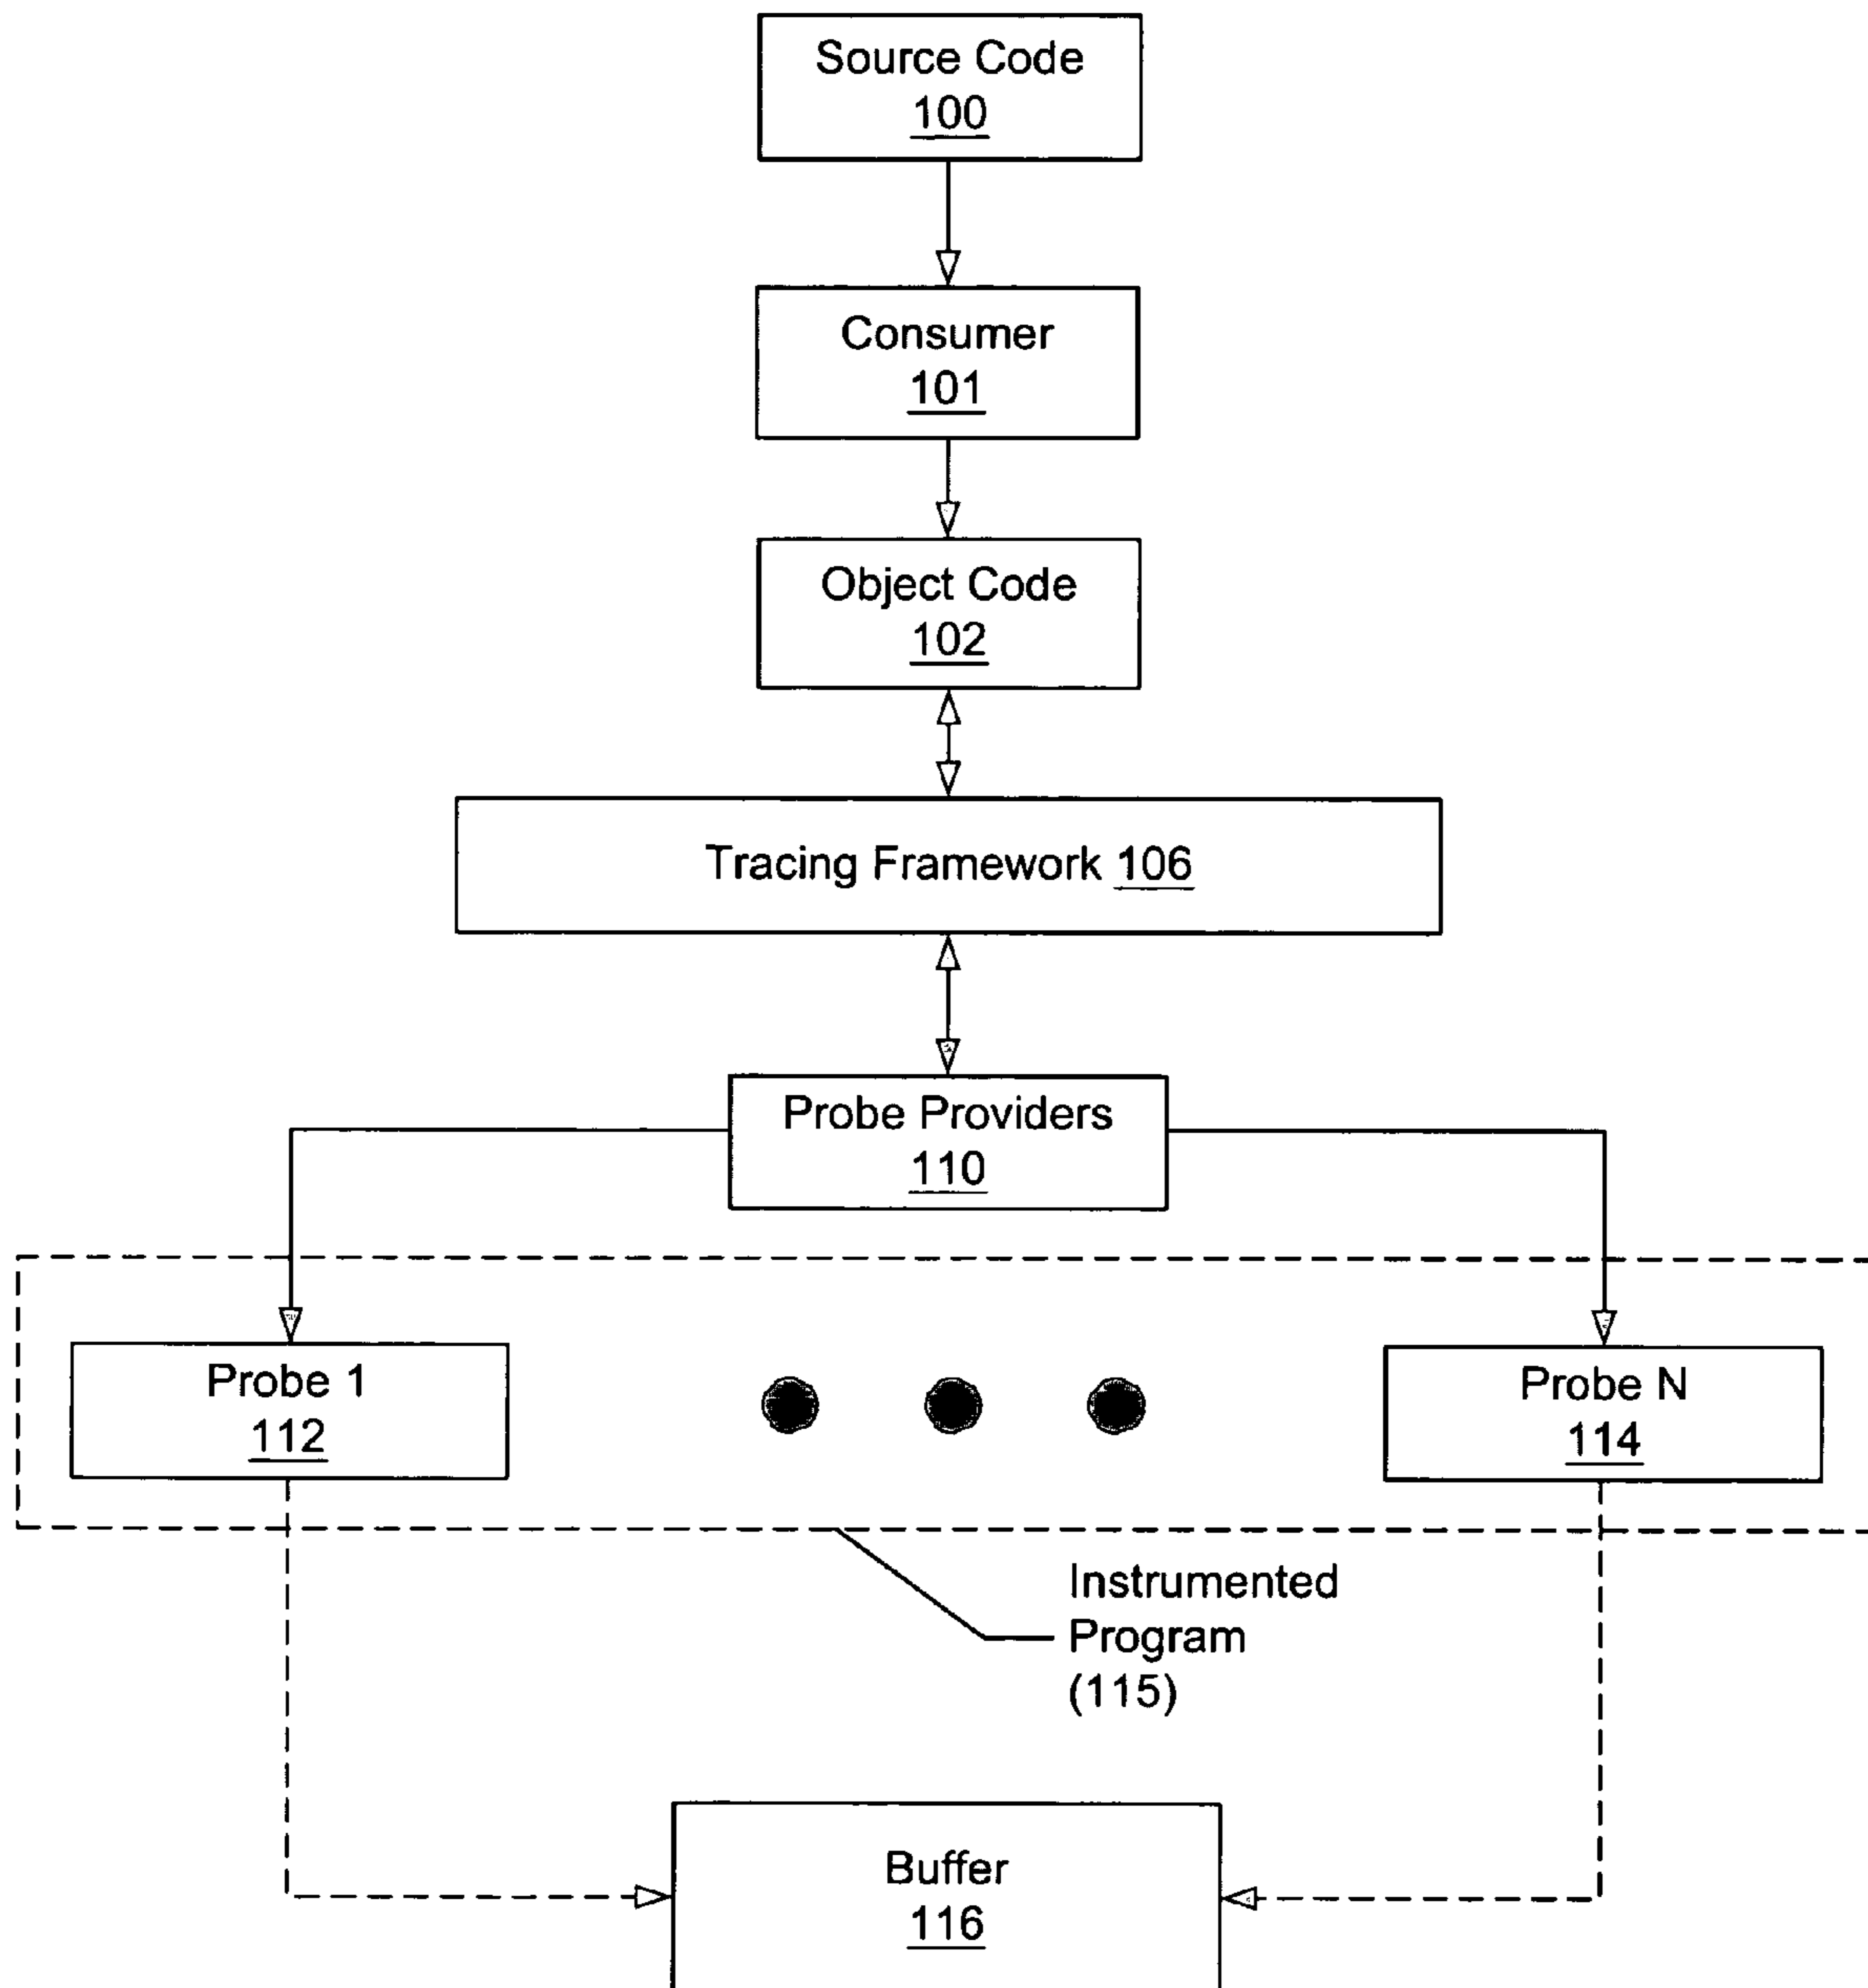 Source Code
100
Consumer
101
Object Code
102
Tracing Framework 106
Probe Providers
110
Probe 1
112
Probe N
114
Instrumented
Program
(115)
Buffer
116